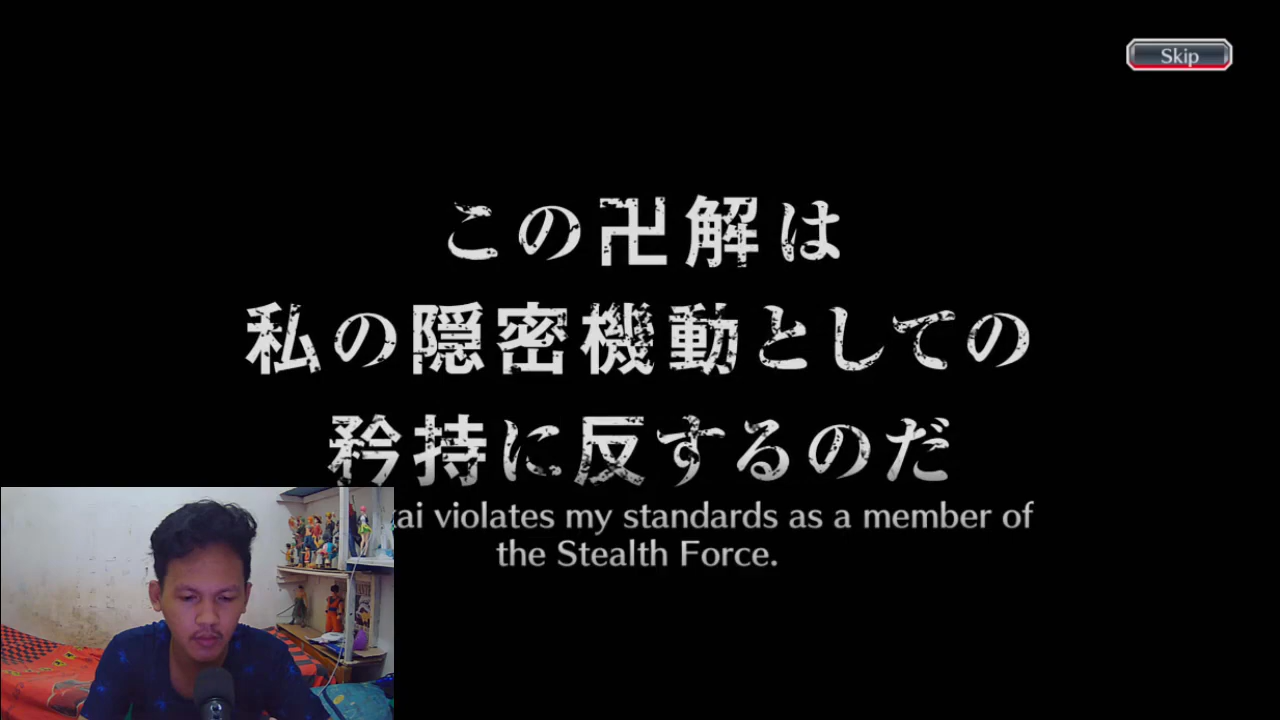 Skip
この卍解は
私の隠密機動としての
矜持に反するのだ
violates my standards as a member of
the Stealth Force.